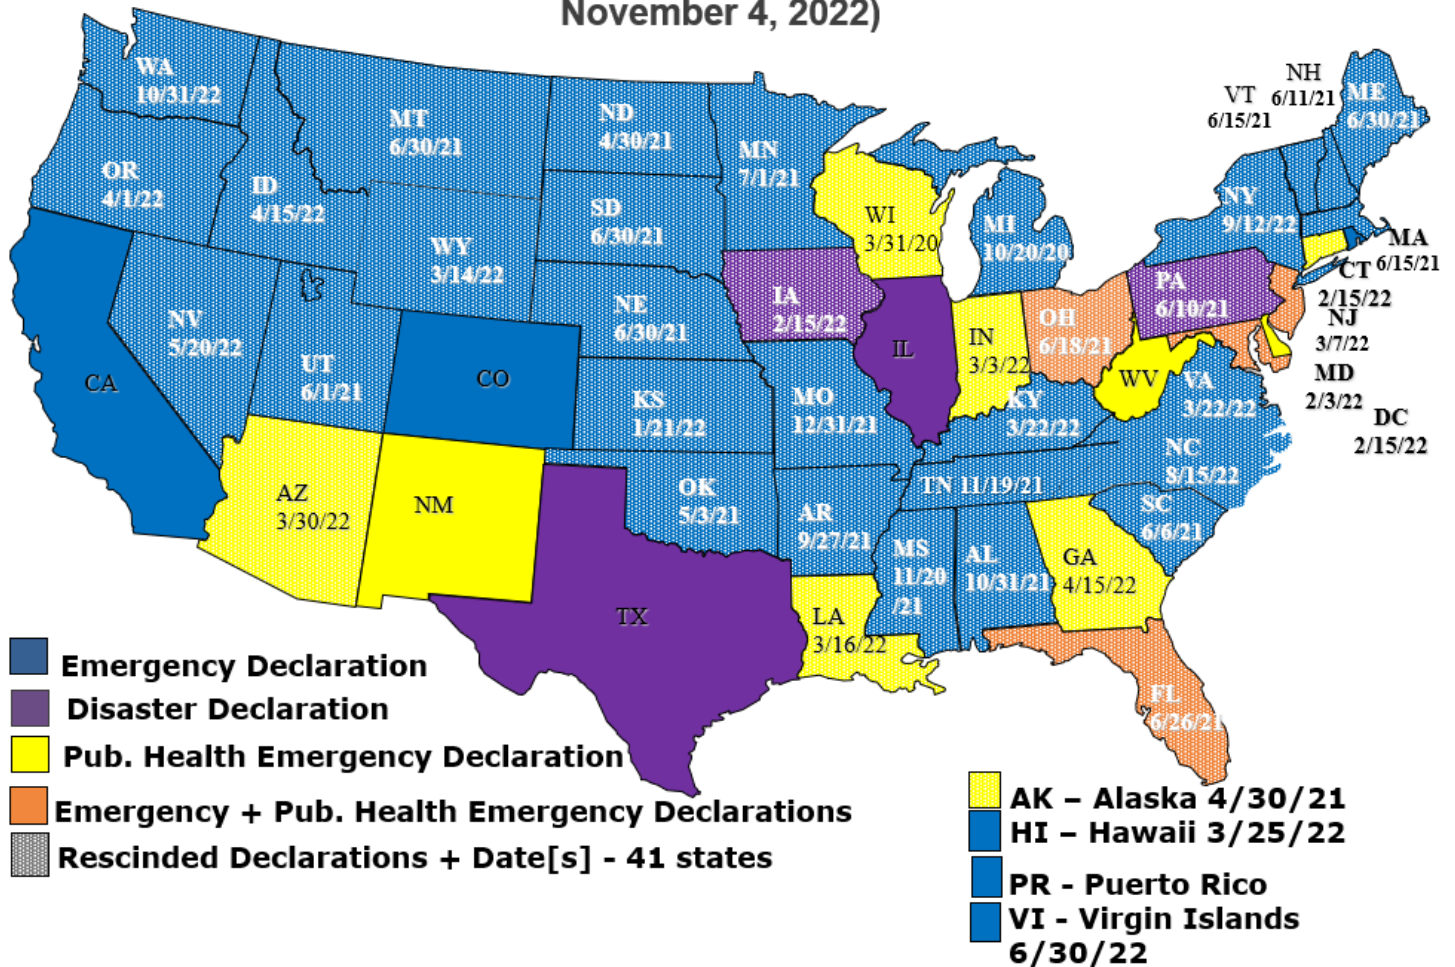 November 4, 2022)
WA
10/31/22
MT
6/30/21
ND
4/30/21
MN
7/1/21
VT
6/15/21
NH
6/11/21
ME
6/30/21
OR
4/1/22
ID
4/15/22
WY
3/14/22
SD
6/30/21
WI
3/31/20
MI
10/20/20
NY
9/12/22
MA
6/15/21
CT
2/15/22
NJ
3/7/22
MD
2/3/22
DC
2/15/22
NV
5/20/22
UT
6/1/21
CA
CO
NE
6/30/21
IA
2/15/22
IL
IN
3/3/22
OH
6/18/21
PA
6/10/21
WV
VA
3/22/22
KS
1/21/22
MO
12/31/21
KY
3/22/22
NC
8/15/22
AZ
3/30/22
NM
OK
5/3/21
AR
9/27/21
TN 11/19/21
SC
6/6/21
MS
11/20
/21
AL
10/31/21
GA
4/15/22
TX
LA
3/16/22
FL
6/26/21
Emergency Declaration
Disaster Declaration
Pub. Health Emergency Declaration
Emergency + Pub. Health Emergency Declarations
Rescinded Declarations + Date[s] - 41 states
AK – Alaska 4/30/21
HI – Hawaii 3/25/22
PR - Puerto Rico
VI - Virgin Islands
6/30/22